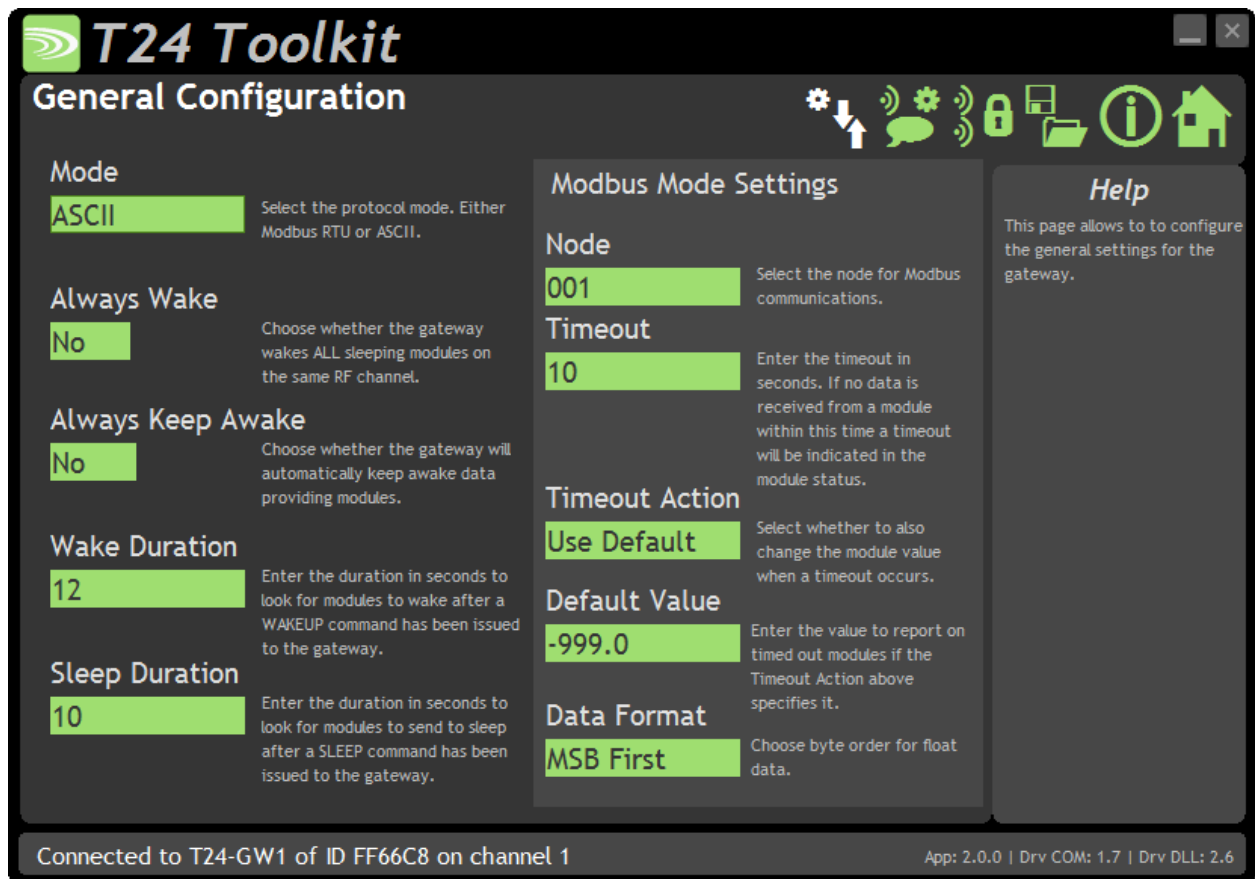 T24 Toolkit
General Configuration
Mode
ASCII
Select the protocol mode. Either
Modbus RTU or ASCII.
Always Wake
No
Choose whether the gateway
wakes ALL sleeping modules on
the same RF channel.
Always Keep Awake
No
Choose whether the gateway will
automatically keep awake data
providing modules.
Wake Duration
12
Enter the duration in seconds to
look for modules to wake after a
WAKEUP command has been issued
to the gateway.
Sleep Duration
10
Enter the duration in seconds to
look for modules to send to sleep
after a SLEEP command has been
issued to the gateway.
Modbus Mode Settings
Node
001
Select the node for Modbus
communications.
Timeout
10
Enter the timeout in
seconds. If no data is
received from a module
within this time a timeout
will be indicated in the
module status.
Timeout Action
Use Default
Select whether to also
change the module value
when a timeout occurs.
Default Value
-999.0
Enter the value to report on
timed out modules if the
Timeout Action above
specifies it.
Data Format
MSB First
Choose byte order for float
data.
Help
This page allows to to configure
the general settings for the
gateway.
Connected to T24-GW1 of ID FF66C8 on channel 1
App: 2.0.0 | Drv COM: 1.7 | Drv DLL: 2.6